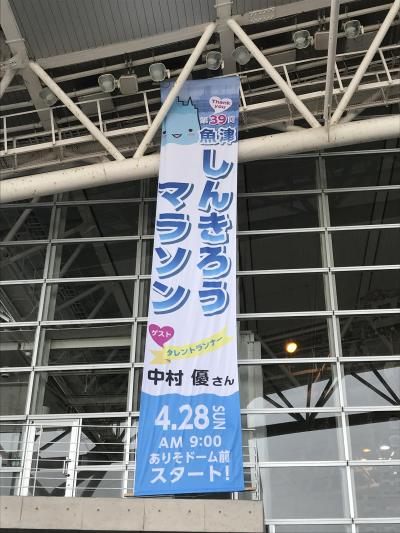 Thank you
第39回
魚津
しんきろう
マラソン
ゲスト
タレントランナー
中村 優さん
4.28 SUN
AM 9:00
ありそドーム前
スタート!